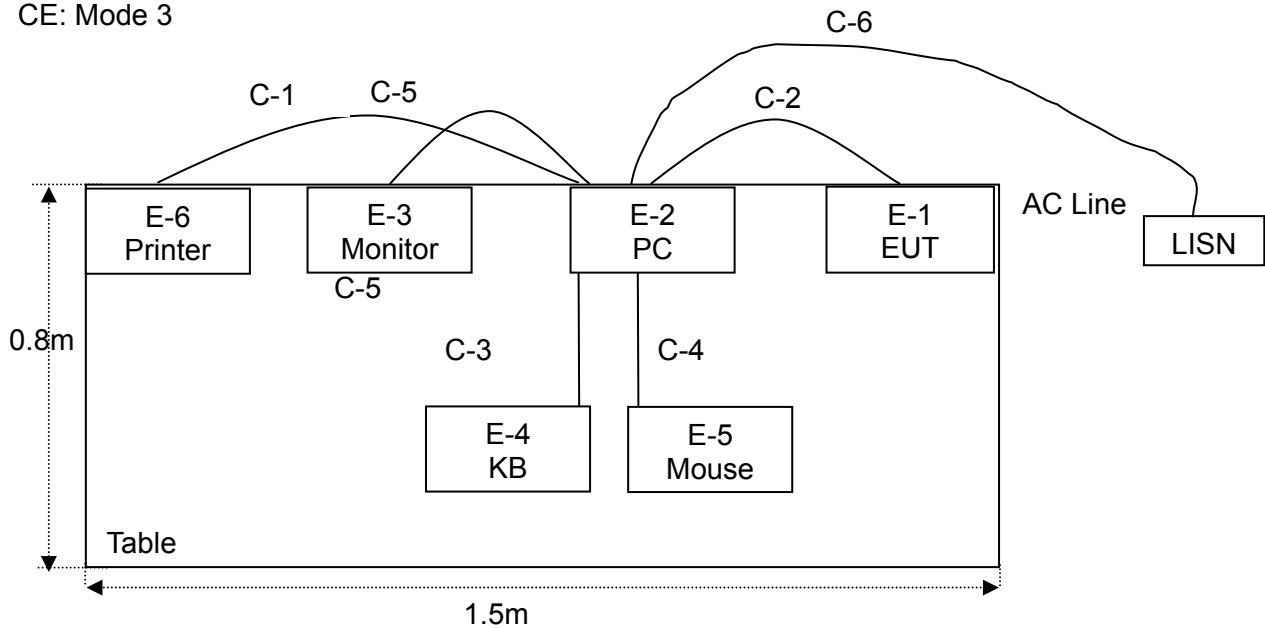 CE: Mode 3
C-6
C-1
C-5
C-2
E-6
Printer
E-3
Monitor
E-2
PC
E-1
EUT
AC Line
LISN
C-5
0.8m
C-3
C-4
E-4
KB
E-5
Mouse
Table
1.5m